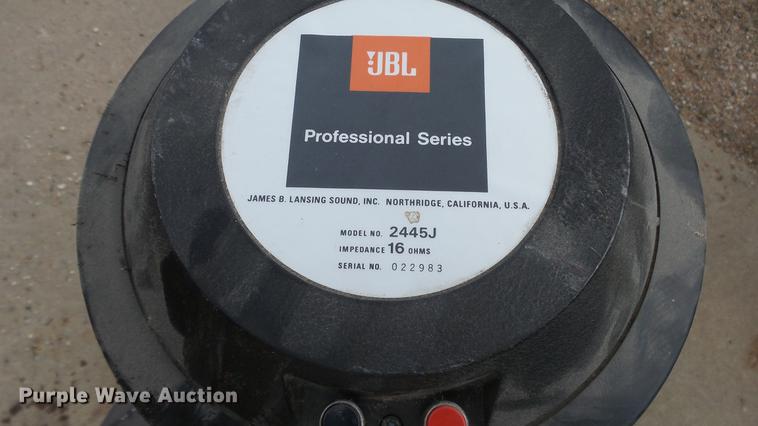 JBL
Professional Series
JAMES B. LANSING SOUND, INC. NORTHRIDGE, CALIFORNIA, U.S.A.
MODEL NO. 2445J
IMPEDANCE 16 OHMS
SERIAL NO. 022983
Purple Wave Auction